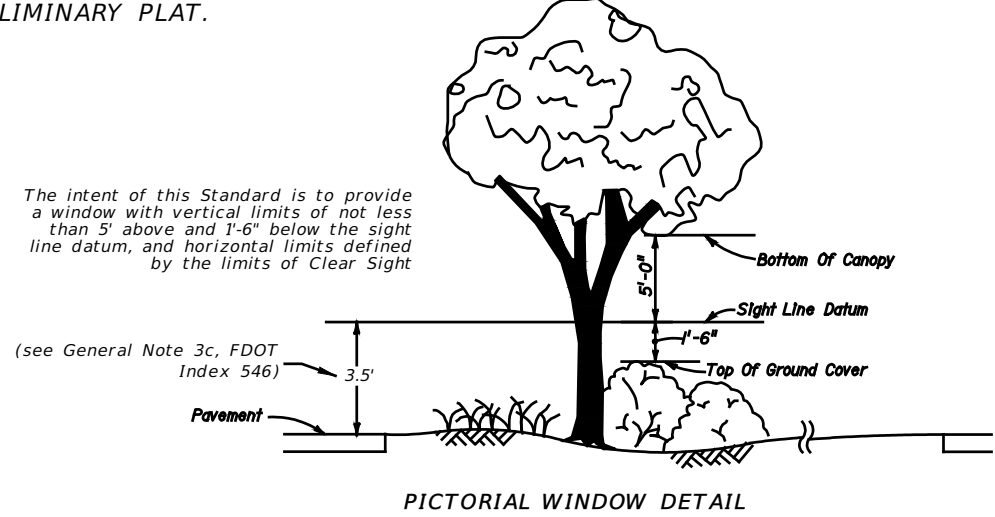 LIMINARY PLAT.
The intent of this Standard is to provide
a window with vertical limits of not less
than 5' above and 1'-6" below the sight
line datum, and horizontal limits defined
by the limits of Clear Sight
Bottom Of Canopy
5'-0"
Sight Line Datum
1'-6"
(see General Note 3c, FDOT
Index 546)
3.5'
Top Of Ground Cover
Pavement
PICTORIAL WINDOW DETAIL